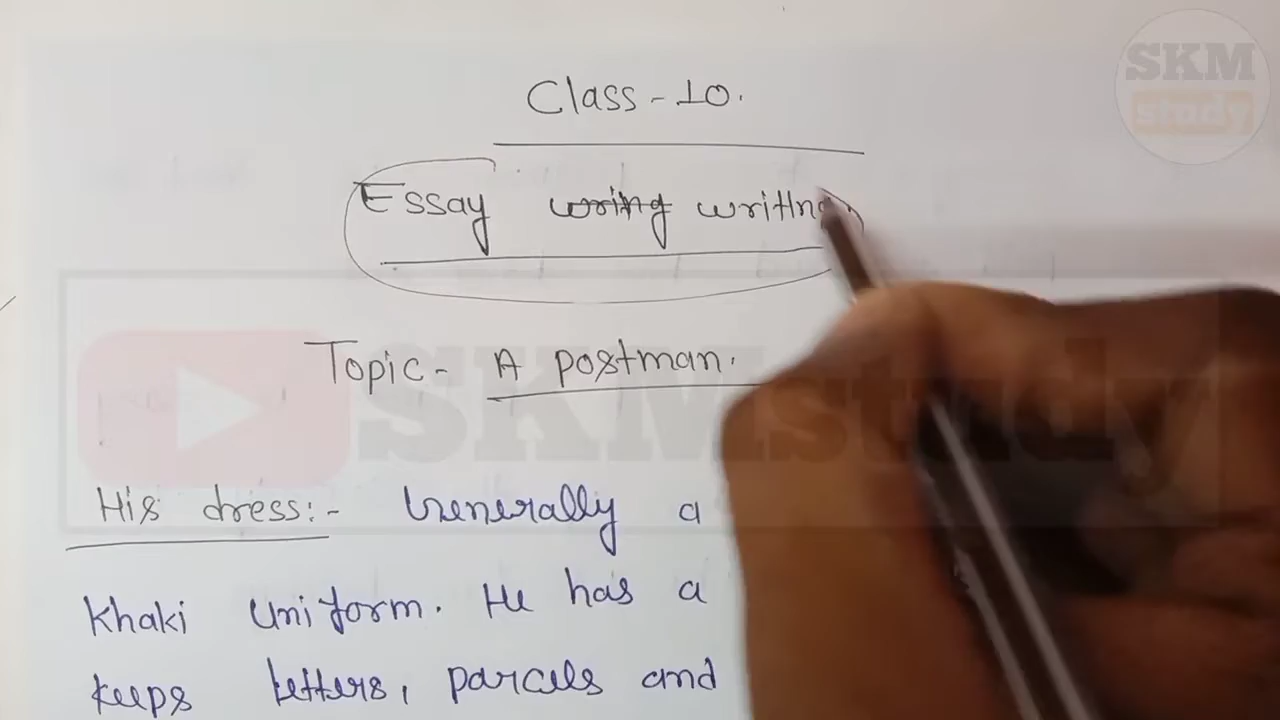 SKM
study
Class - 10.
Essay writing.
Topic - A postman.
SKMstudy
His dress:- Generally a
Khaki Uniform. He has a
keeps letters, parcels and